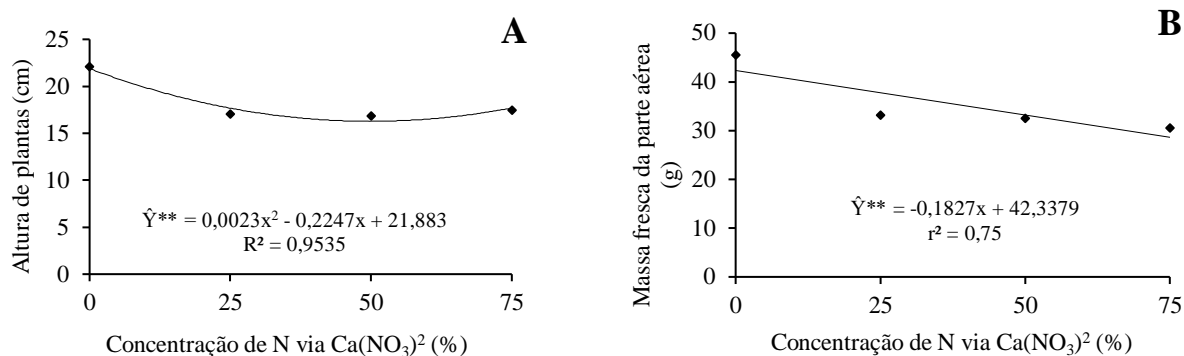 A
Altura de plantas (cm)
25
20
15
10
5
0
Ŷ** = 0,0023x² - 0,2247x + 21,883
R² = 0,9535
0 25 50 75
Concentração de N via Ca(NO₃)² (%)
B
Massa fresca da parte aérea
(g)
50
40
30
20
10
0
Ŷ** = -0,1827x + 42,3379
r² = 0,75
0 25 50 75
Concentração de N via Ca(NO₃)² (%)